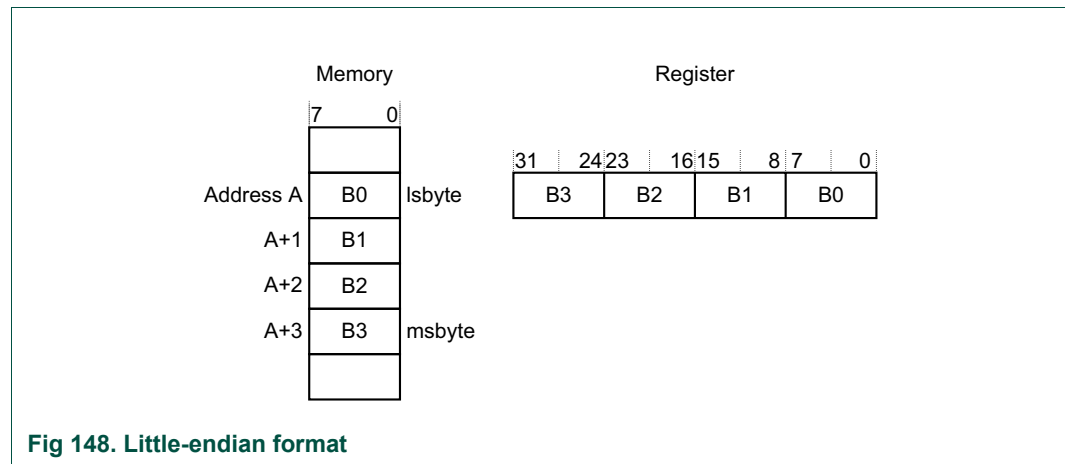 Memory Register
7 0
31 24 23 16 15 8 7 0
Address A B0 lsbyte B3 B2 B1 B0
A+1 B1
A+2 B2
A+3 B3 msbyte
Fig 148. Little-endian format